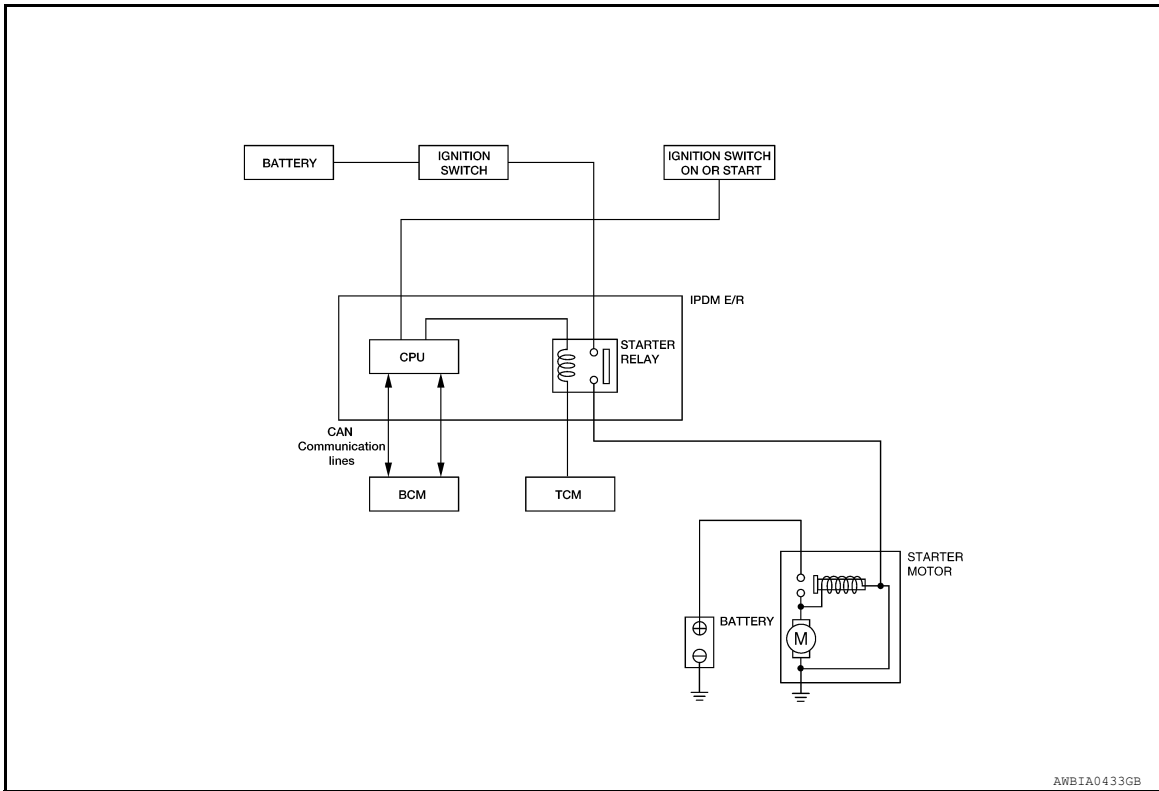 BATTERY
IGNITION
SWITCH
IGNITION SWITCH
ON OR START
IPDM E/R
CPU
STARTER
RELAY
CAN
Communication
lines
BCM
TCM
STARTER
MOTOR
BATTERY
M
AWBIA0433GB